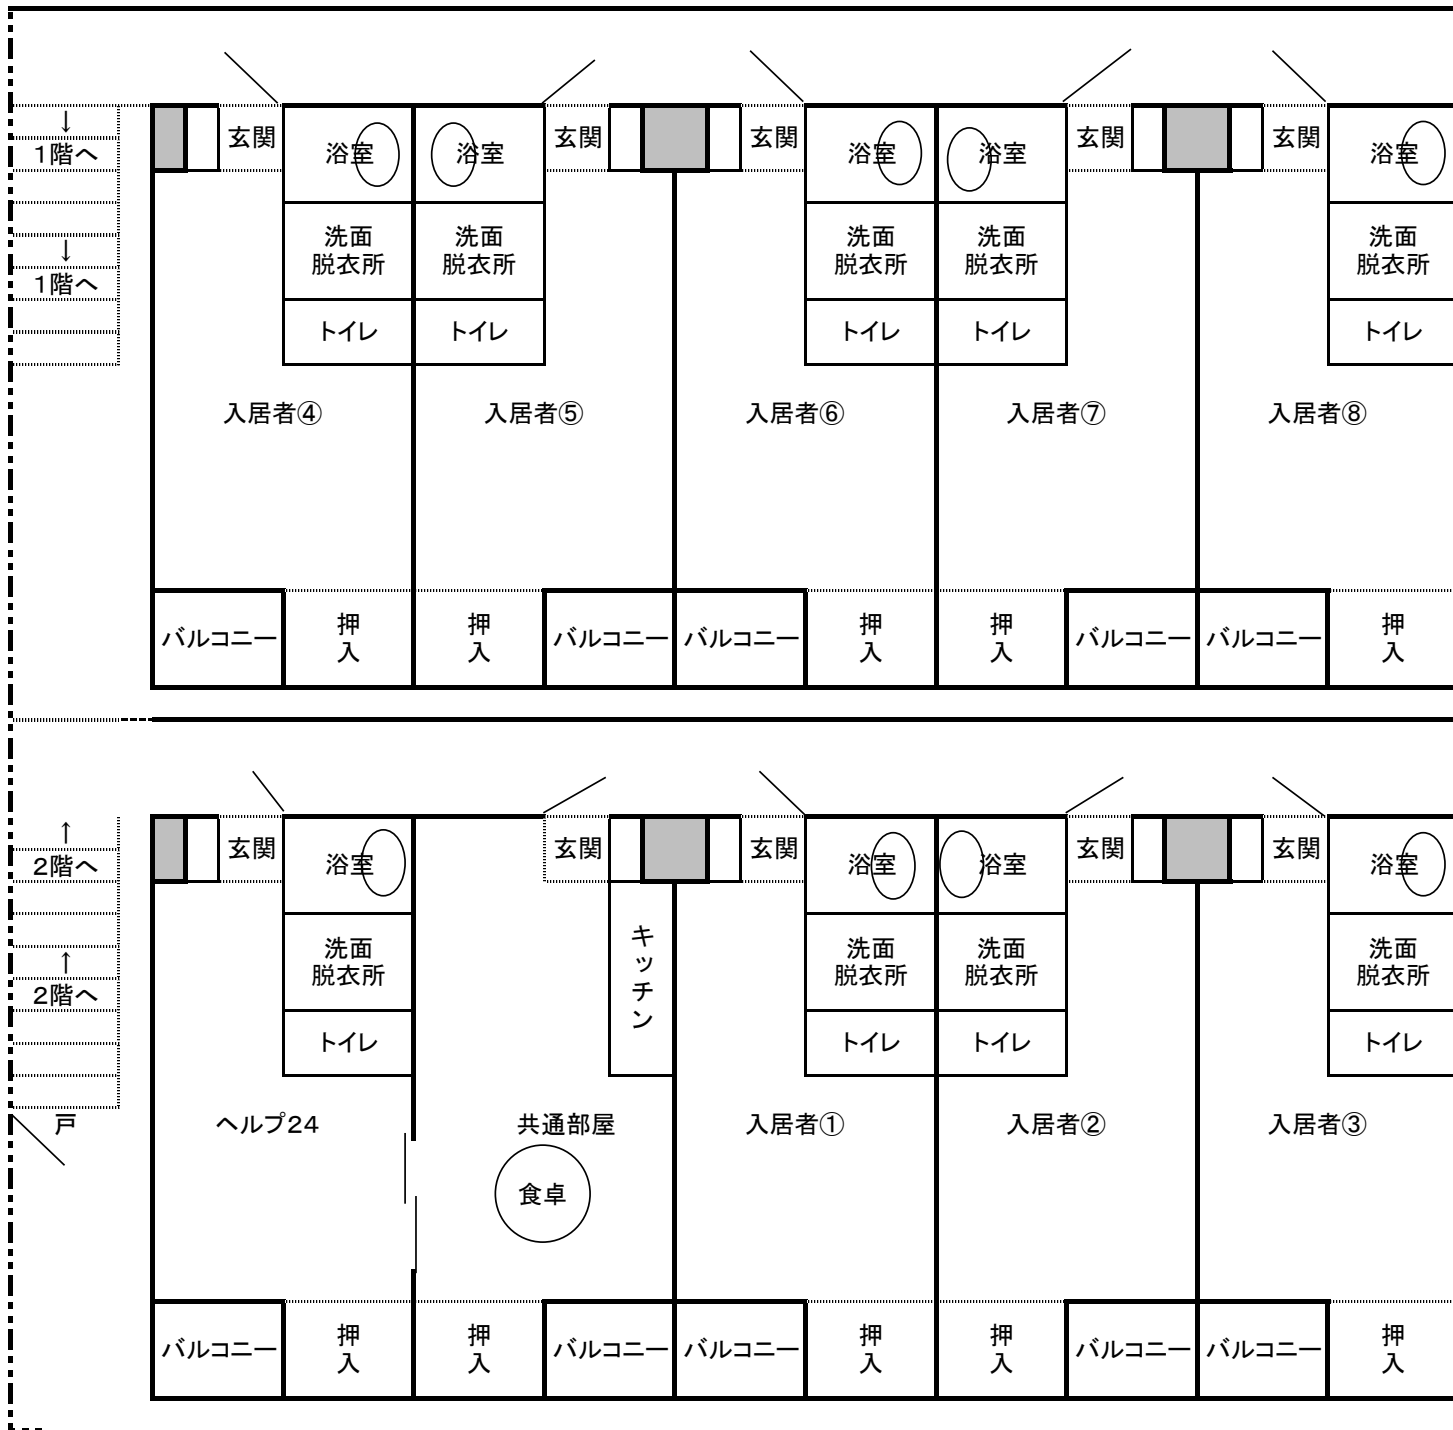 ↓
1階へ
↓
1階へ
玄関
浴室
浴室
玄関
玄関
浴室
浴室
玄関
玄関
浴室
洗面
脱衣所
洗面
脱衣所
洗面
脱衣所
洗面
脱衣所
洗面
脱衣所
トイレ
トイレ
トイレ
トイレ
トイレ
入居者④
入居者⑤
入居者⑥
入居者⑦
入居者⑧
バルコニー
押
入
押
入
バルコニー
バルコニー
押
入
押
入
バルコニー
バルコニー
押
入
↑
2階へ
↑
2階へ
戸
玄関
浴室
玄関
玄関
浴室
浴室
玄関
玄関
浴室
キッチン
洗面
脱衣所
洗面
脱衣所
洗面
脱衣所
洗面
脱衣所
トイレ
トイレ
トイレ
トイレ
ヘルプ24
共通部屋
入居者①
入居者②
入居者③
食卓
バルコニー
押
入
押
入
バルコニー
バルコニー
押
入
押
入
バルコニー
バルコニー
押
入